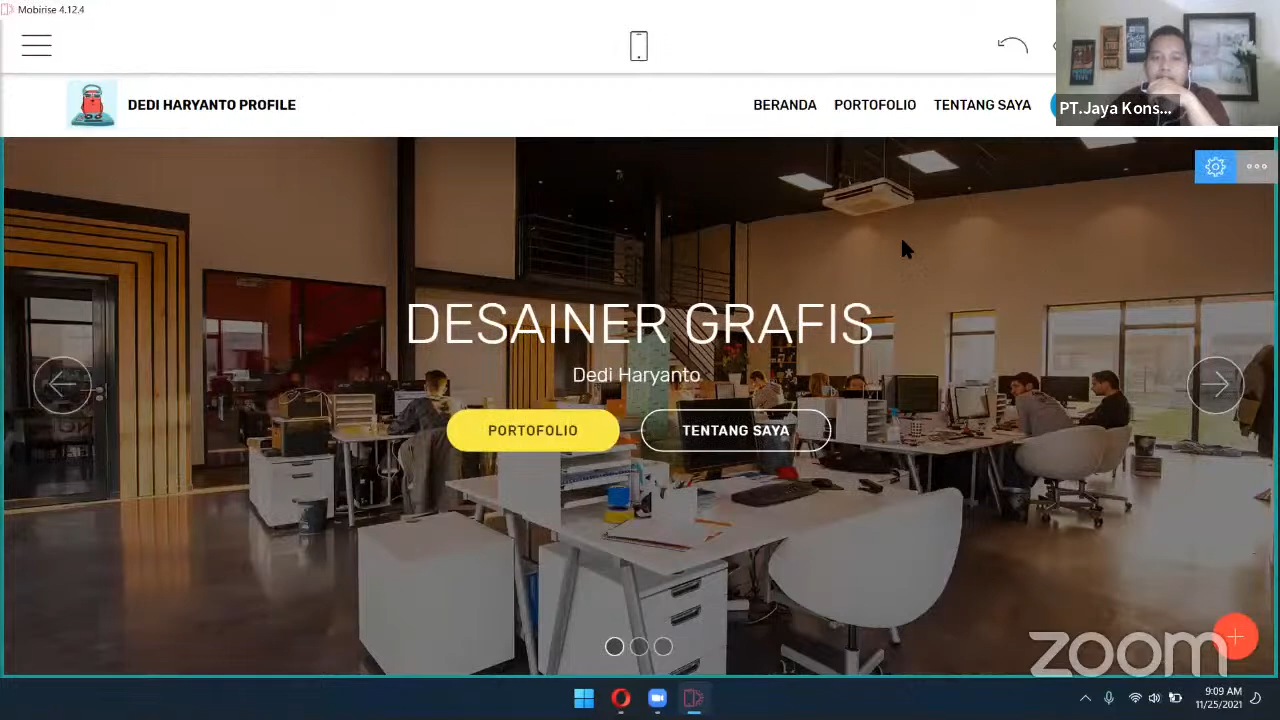 Mobirise 4.12.4
PT.Jaya Kons...
DEDI HARYANTO PROFILE
BERANDA PORTOFOLIO TENTANG SAYA
DESAINER GRAFIS
Dedi Haryanto
PORTOFOLIO
TENTANG SAYA
zoom
9:09 AM
11/25/2021